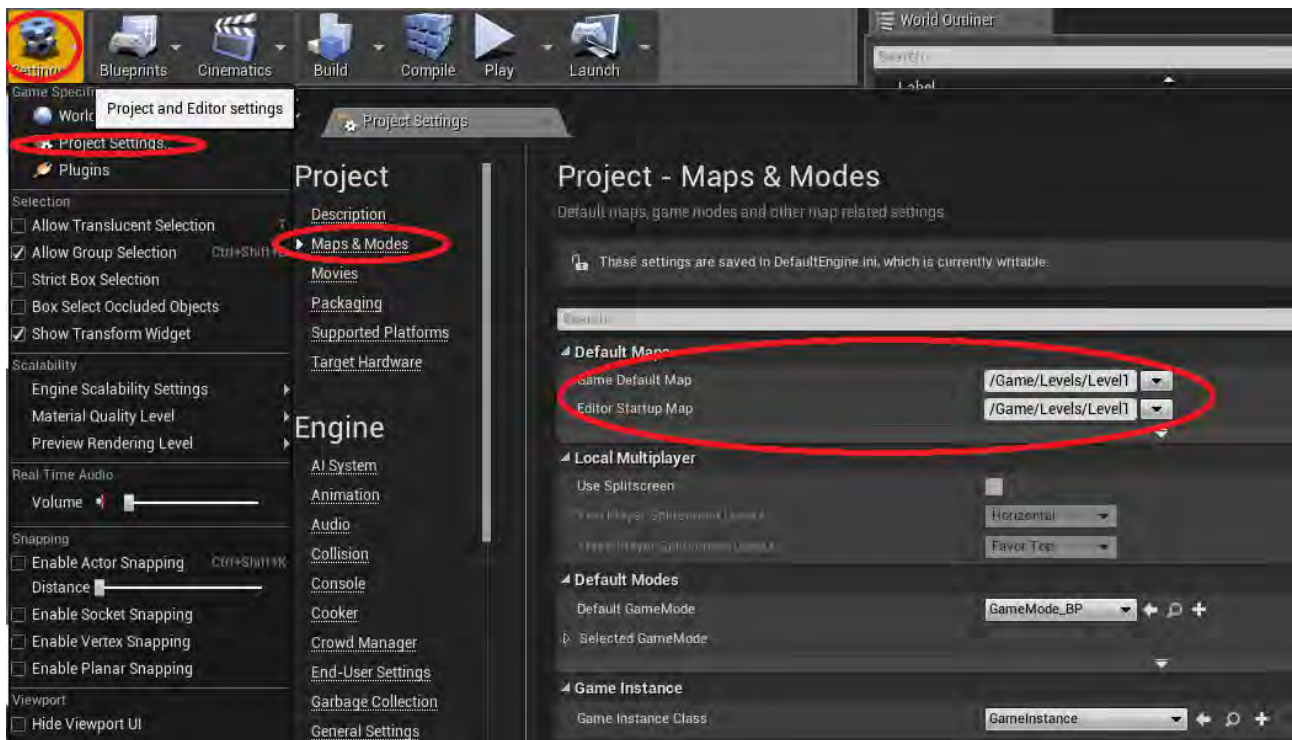 World Outliner
Search
Settings
Blueprints
Cinematics
Build
Compile
Play
Launch
Label
Game Specifi
Worl
Project and Editor settings
Project Settings...
Plugins
Selection
Allow Translucent Selection T
Allow Group Selection Ctrl+Shift+
Strict Box Selection
Box Select Occluded Objects
Show Transform Widget
Scalability
Engine Scalability Settings
Material Quality Level
Preview Rendering Level
Real Time Audio
Volume
Snapping
Enable Actor Snapping Ctrl+Shift+K
Distance
Enable Socket Snapping
Enable Vertex Snapping
Enable Planar Snapping
Viewport
Hide Viewport UI
Project Settings
Project
Description
Maps & Modes
Movies
Packaging
Supported Platforms
Target Hardware
Engine
AI System
Animation
Audio
Collision
Console
Cooker
Crowd Manager
End-User Settings
Garbage Collection
General Settings
Project - Maps & Modes
Default maps, game modes and other map related settings
These settings are saved in DefaultEngine.ini, which is currently writable.
Search
Default Maps
Game Default Map /Game/Levels/Level1
Editor Startup Map /Game/Levels/Level1
Local Multiplayer
Use Splitscreen
Horizontal
Favor Top
Default Modes
Default GameMode GameMode_BP
Selected GameMode
Game Instance
Game Instance Class GameInstance